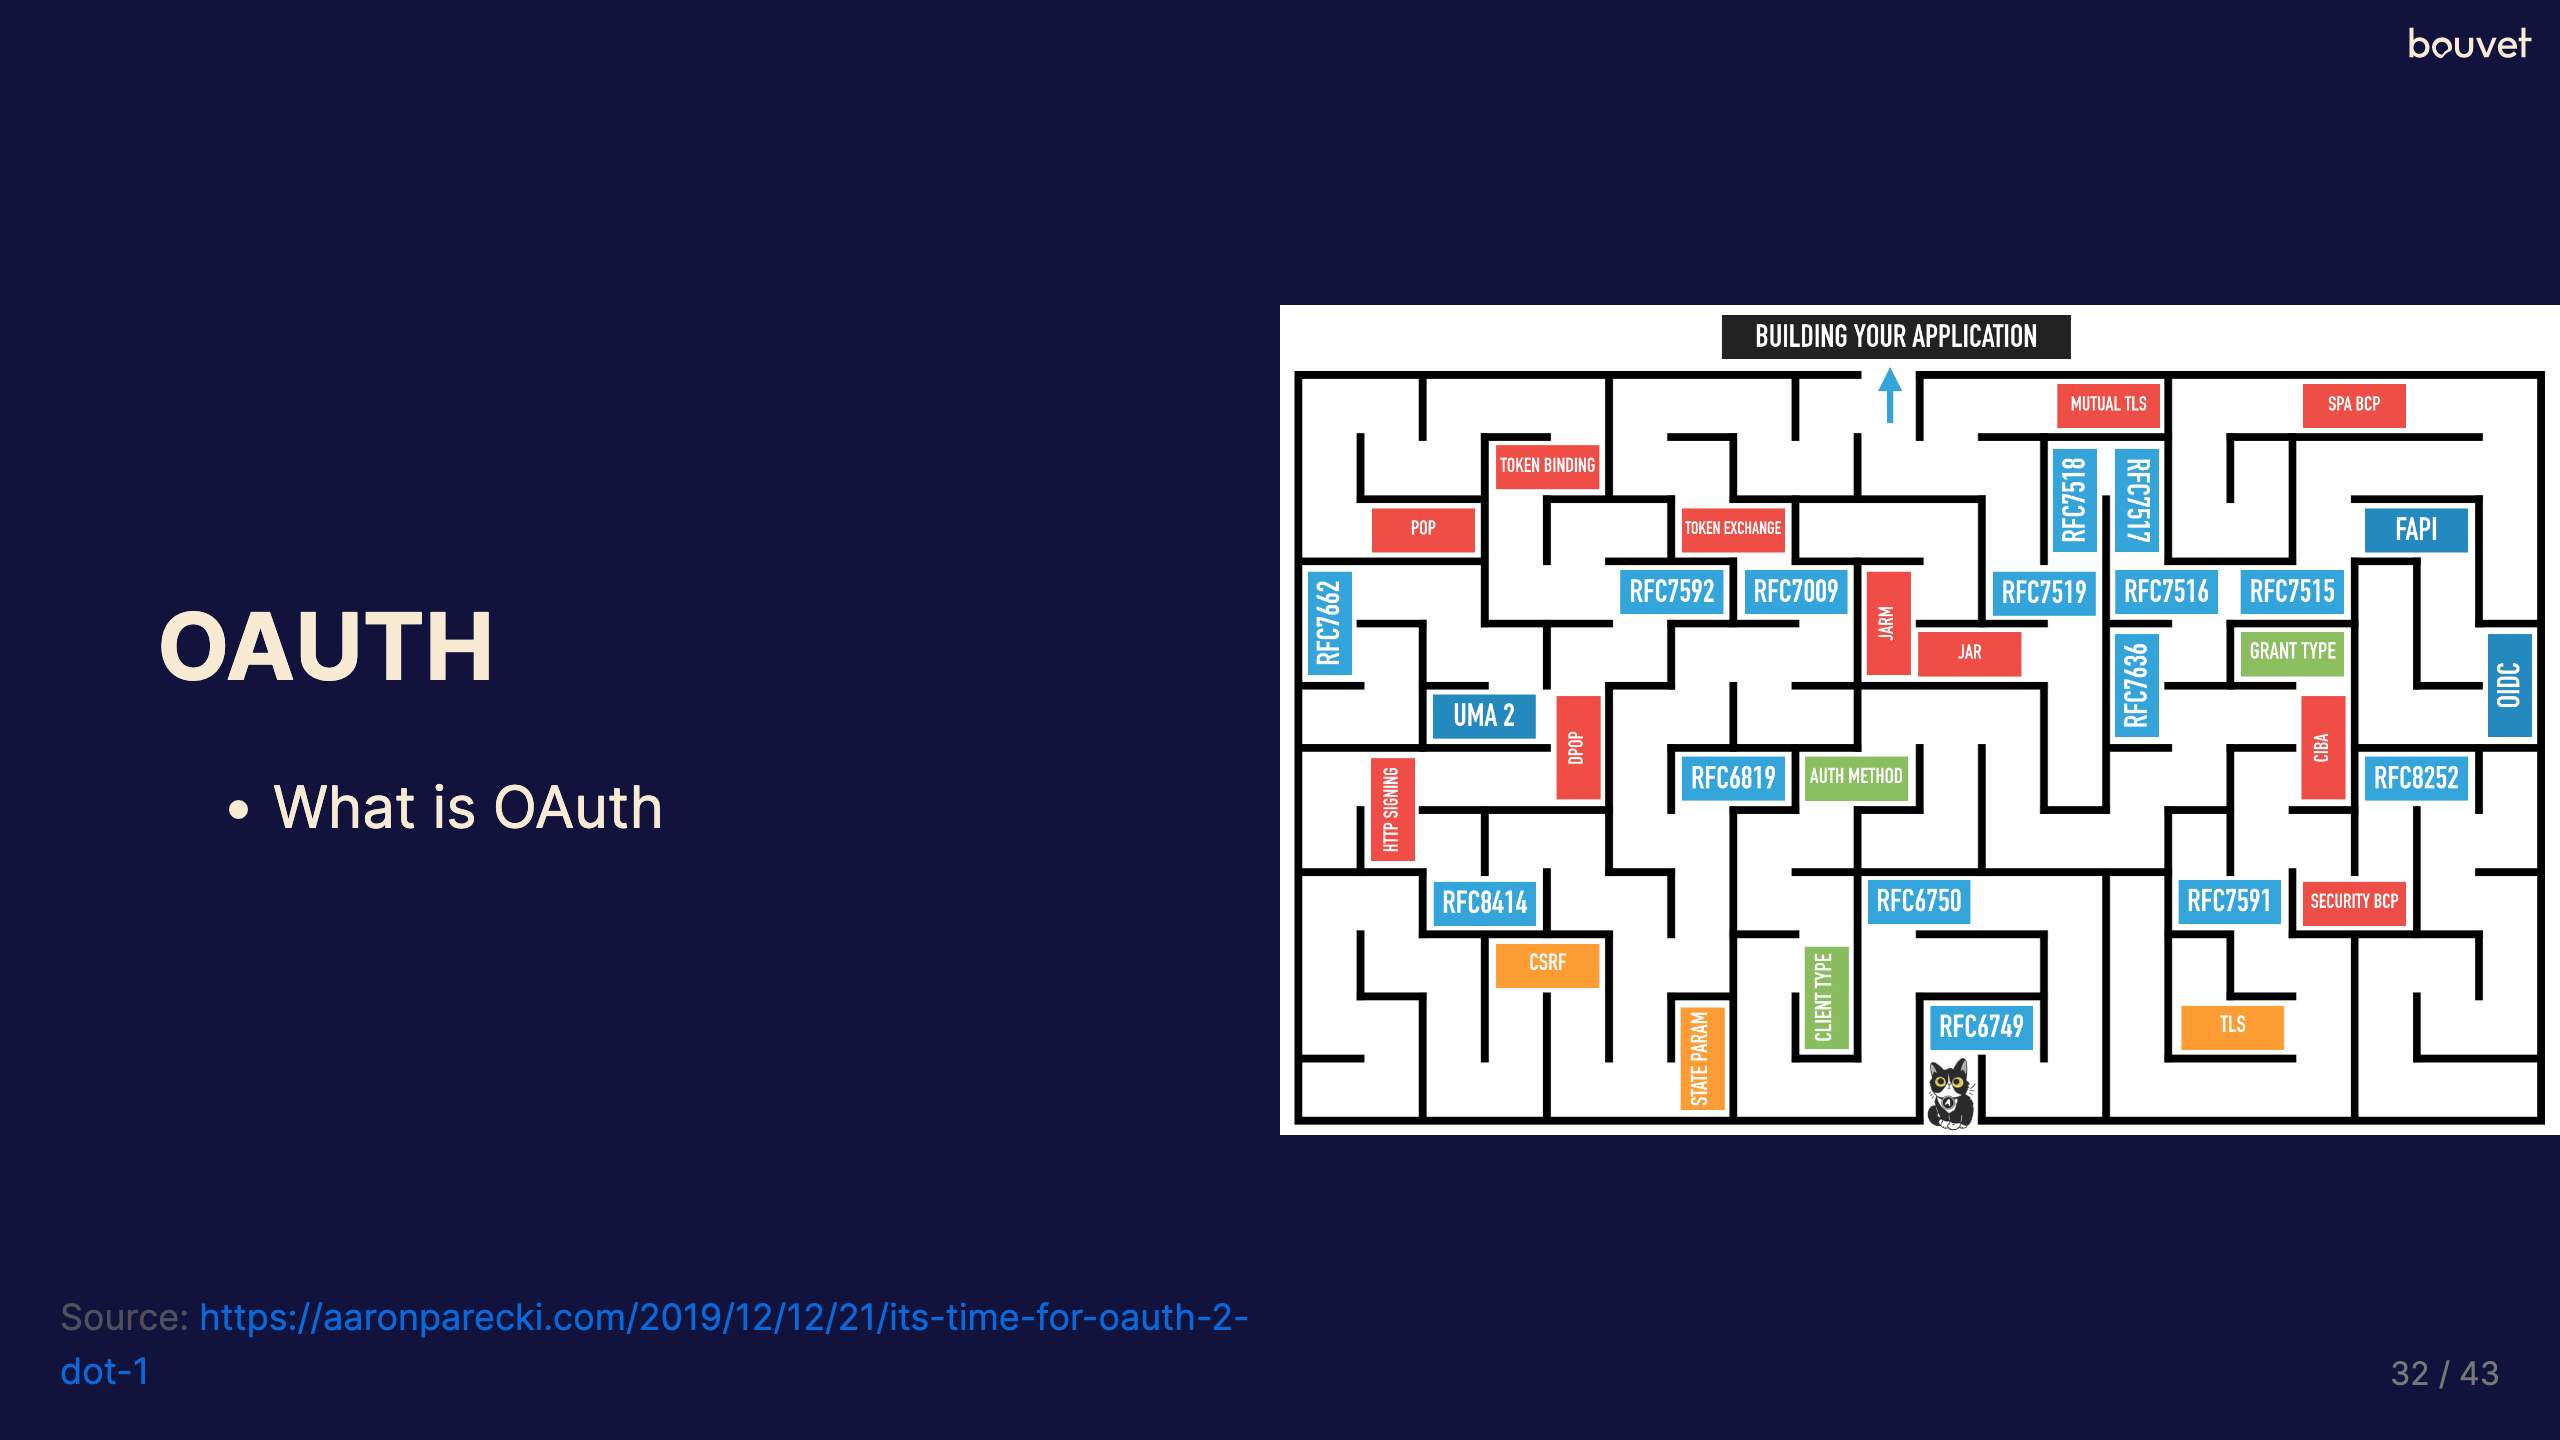 bouvet
OAUTH
• What is OAuth
BUILDING YOUR APPLICATION
MUTUAL TLS
SPA BCP
TOKEN BINDING
RFC7518
RFC7517
POP
TOKEN EXCHANGE
FAPI
RFC7662
RFC7592
RFC7009
JARM
RFC7519
RFC7516
RFC7515
JAR
RFC7636
GRANT TYPE
OIDC
UMA 2
DPOP
CIBA
HTTP SIGNING
RFC6819
AUTH METHOD
RFC8252
RFC8414
RFC6750
RFC7591
SECURITY BCP
CSRF
CLIENT TYPE
STATE PARAM
RFC6749
TLS
Source: https://aaronparecki.com/2019/12/12/21/its-time-for-oauth-2-
dot-1
32 / 43